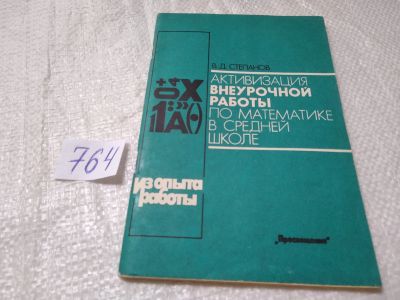 В. Д. СТЕПАНОВ
АКТИВИЗАЦИЯ
ВНЕУРОЧНОЙ
РАБОТЫ
ПО МАТЕМАТИКЕ
В СРЕДНЕЙ
ШКОЛЕ
из опыта
работы
„Просвещение"
764